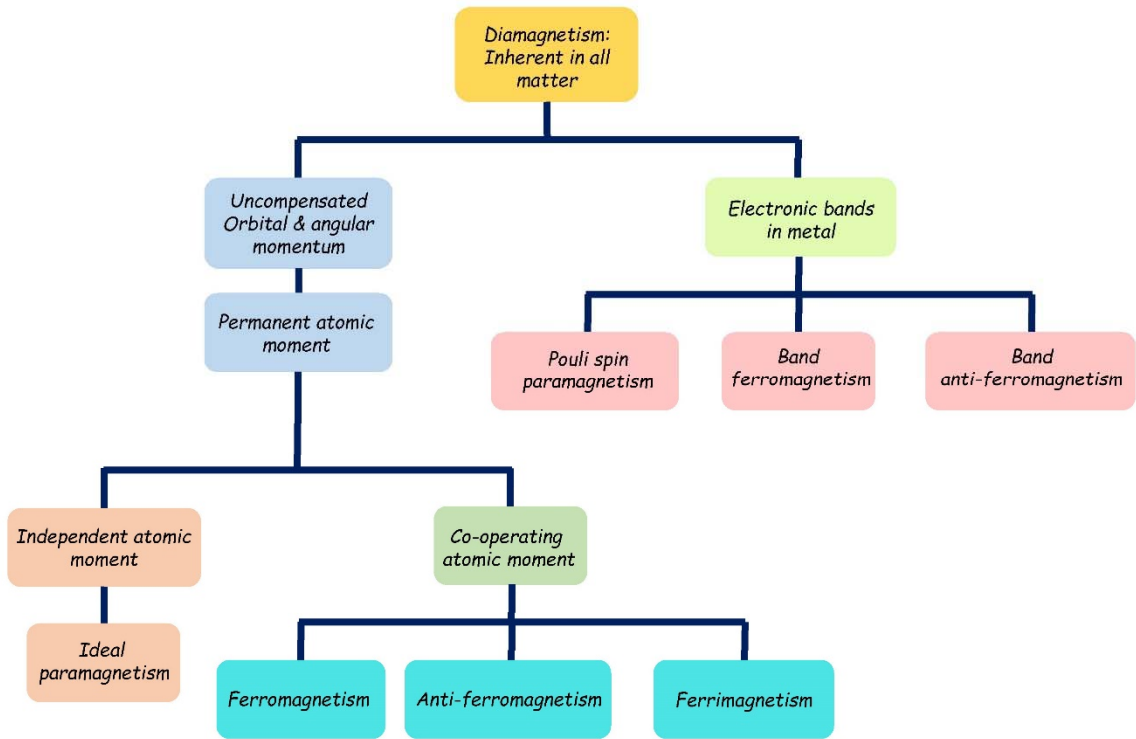 Diamagnetism:
Inherent in all
matter
Uncompensated
Orbital & angular
momentum
Electronic bands
in metal
Permanent atomic
moment
Pouli spin
paramagnetism
Band
ferromagnetism
Band
anti-ferromagnetism
Independent atomic
moment
Co-operating
atomic moment
Ideal
paramagnetism
Ferromagnetism
Anti-ferromagnetism
Ferrimagnetism